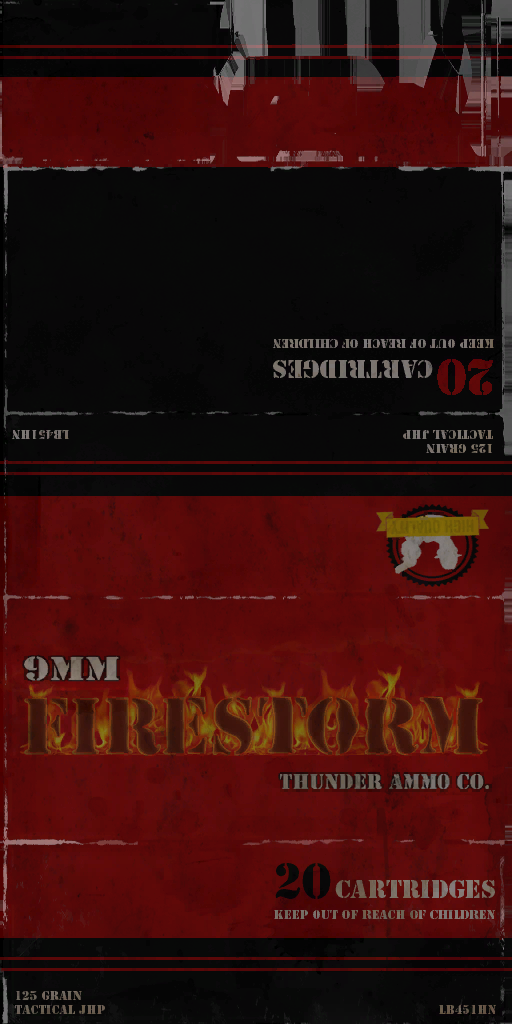 KEEP OUT OF REACH OF CHILDREN
20 CARTRIDGES
LB451HN
125 GRAIN
TACTICAL JHP
9MM
FIRESTORM
THUNDER AMMO CO.
20 CARTRIDGES
KEEP OUT OF REACH OF CHILDREN
125 GRAIN
TACTICAL JHP
LB451HN